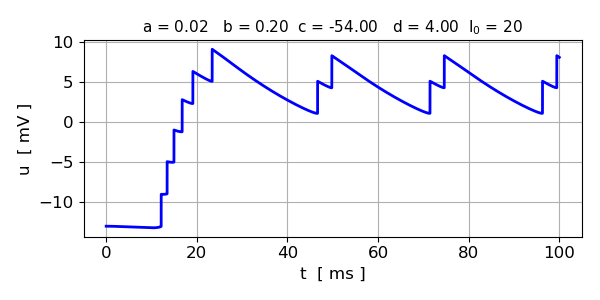 a = 0.02 b = 0.20 c = -54.00 d = 4.00 I₀ = 20
10
5
0
−5
−10
u [ mV ]
0 20 40 60 80 100
t [ ms ]